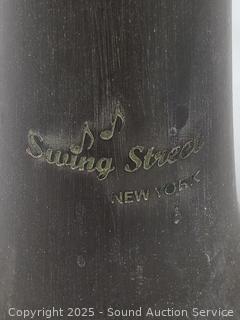 Swing Street
NEW YORK
Copyright 2025 - Sound Auction Service